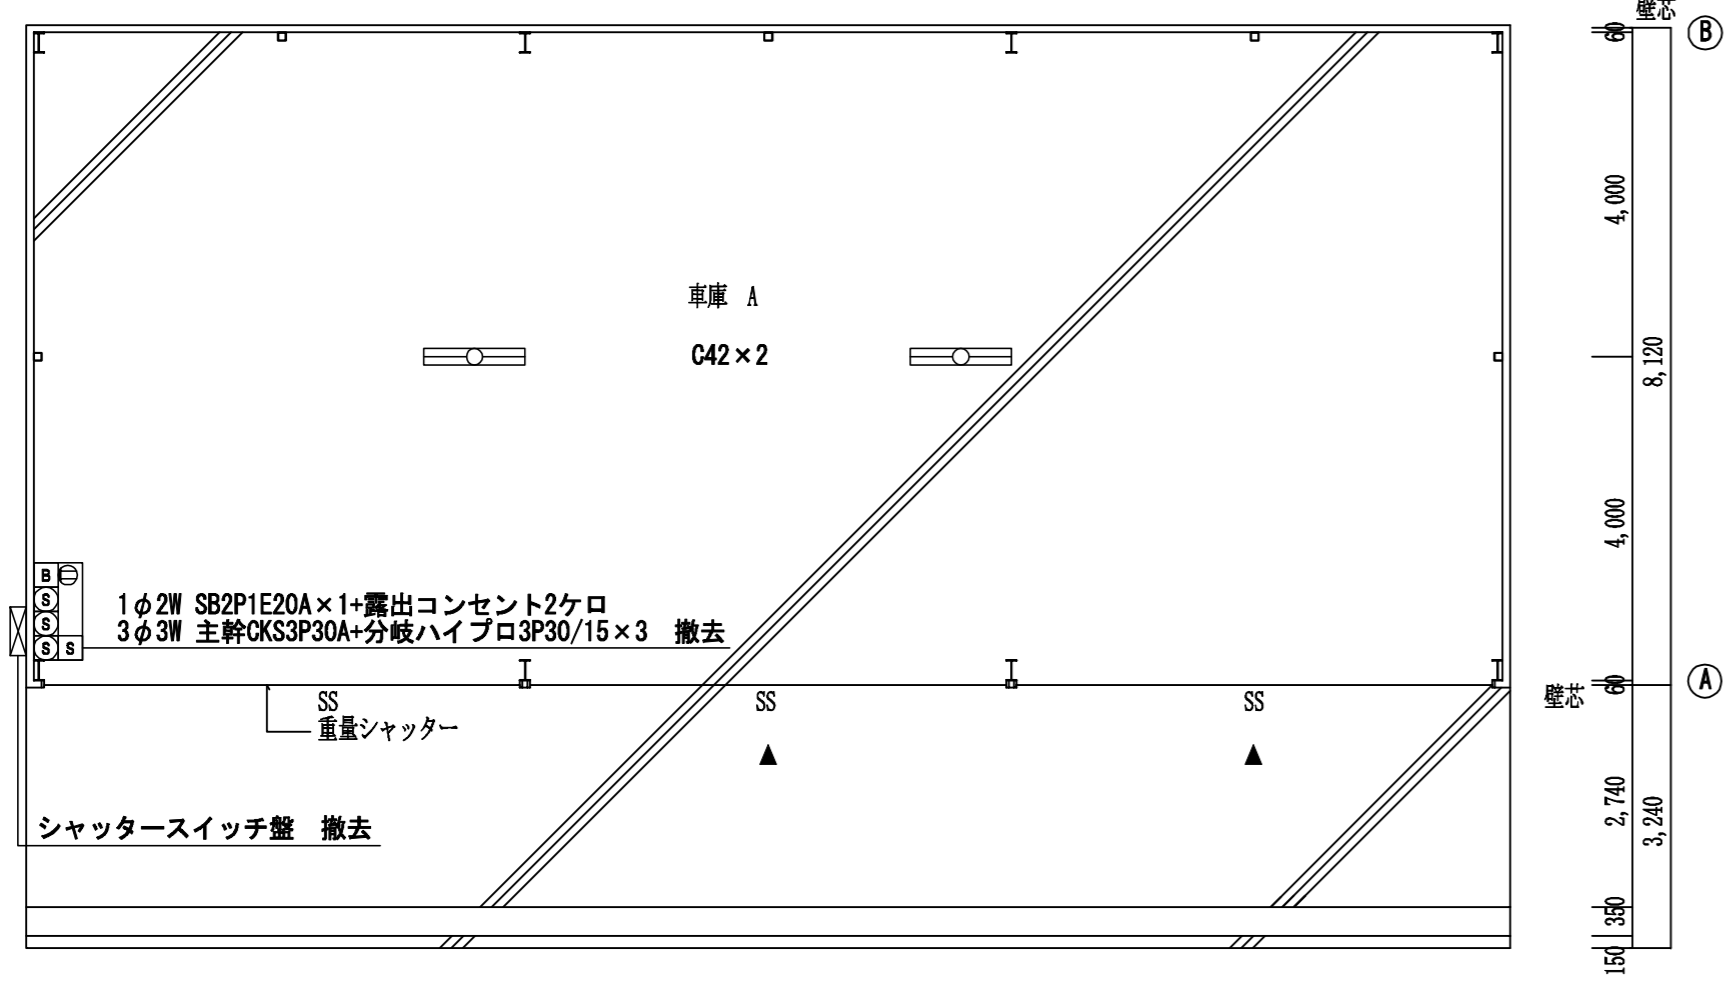 壁芯
B
60
4,000
車庫 A
C42×2
8,120
4,000
B
S
S
S S
1φ2W SB2P1E20A×1+露出コンセント2ケロ
3φ3W 主幹CKS3P30A+分岐ハイプロ3P30/15×3 撤去
A
60
壁芯
SS
SS
SS
重量シャッター
シャッタースイッチ盤 撤去
2,740
3,240
350
150